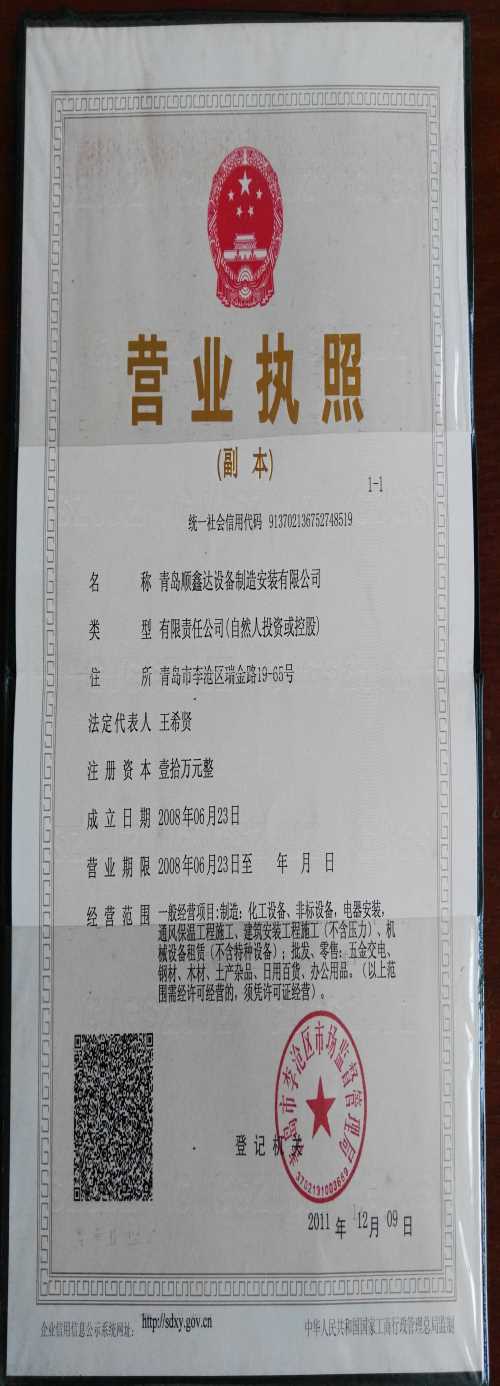 营业执照
(副 本)
1-1
统一社会信用代码 913702136752748519
名 称 青岛顺鑫达设备制造安装有限公司
类 型 有限责任公司(自然人投资或控股)
住 所 青岛市李沧区瑞金路19-65号
法定代表人 王希贤
注册资本 壹拾万元整
成立日期 2008年06月23日
营业期限 2008年06月23日至 年 月 日
经营范围 一般经营项目:制造：化工设备、非标设备，电器安装，
通风保温工程施工、建筑安装工程施工（不含压力）、机
械设备租赁（不含特种设备）；批发、零售：五金交电、
钢材、木材、土产杂品、日用百货、办公用品。（以上范
围需经许可经营的，须凭许可证经营）。
青岛市李沧区市场监督管理局
登记机关
3702131003669
2011 年 12月 09 日
企业信用信息公示系统网址: http://sdxy.gov.cn
中华人民共和国国家工商行政管理总局监制